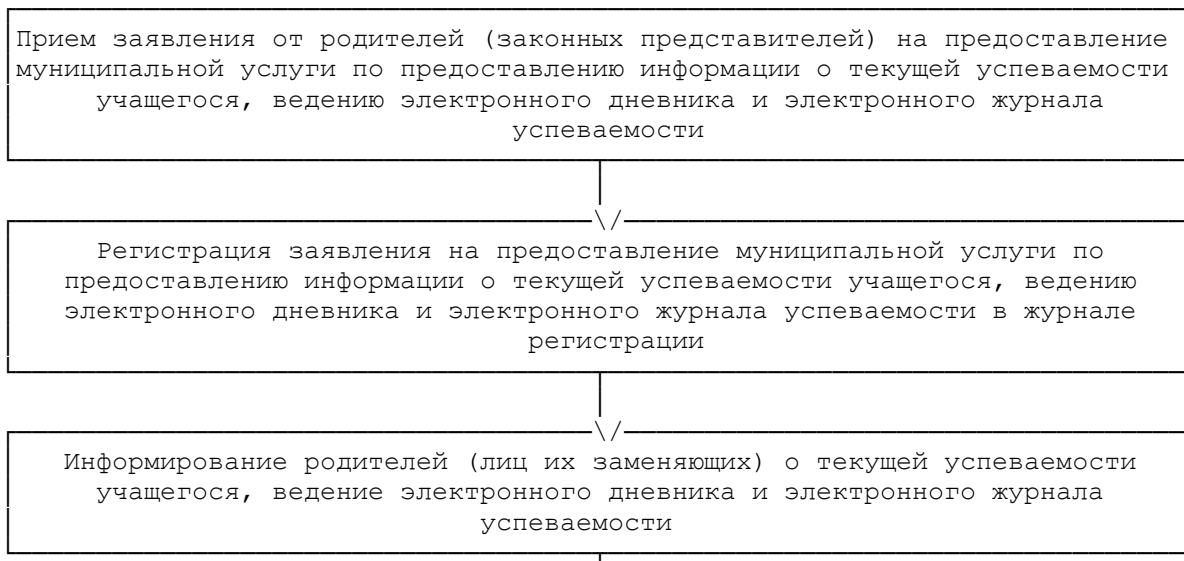 Прием заявления от родителей (законных представителей) на предоставление
муниципальной услуги по предоставлению информации о текущей успеваемости
учащегося, ведению электронного дневника и электронного журнала
успеваемости
Регистрация заявления на предоставление муниципальной услуги по
предоставлению информации о текущей успеваемости учащегося, ведению
электронного дневника и электронного журнала успеваемости в журнале
регистрации
Информирование родителей (лиц их заменяющих) о текущей успеваемости
учащегося, ведение электронного дневника и электронного журнала
успеваемости